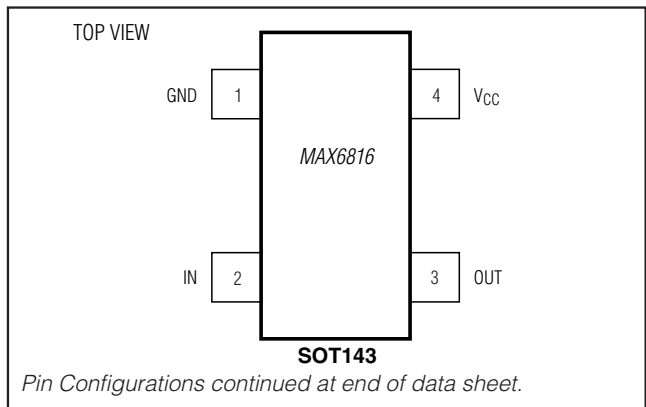 TOP VIEW
GND 1 4 VCC
MAX6816
IN 2 3 OUT
SOT143
Pin Configurations continued at end of data sheet.